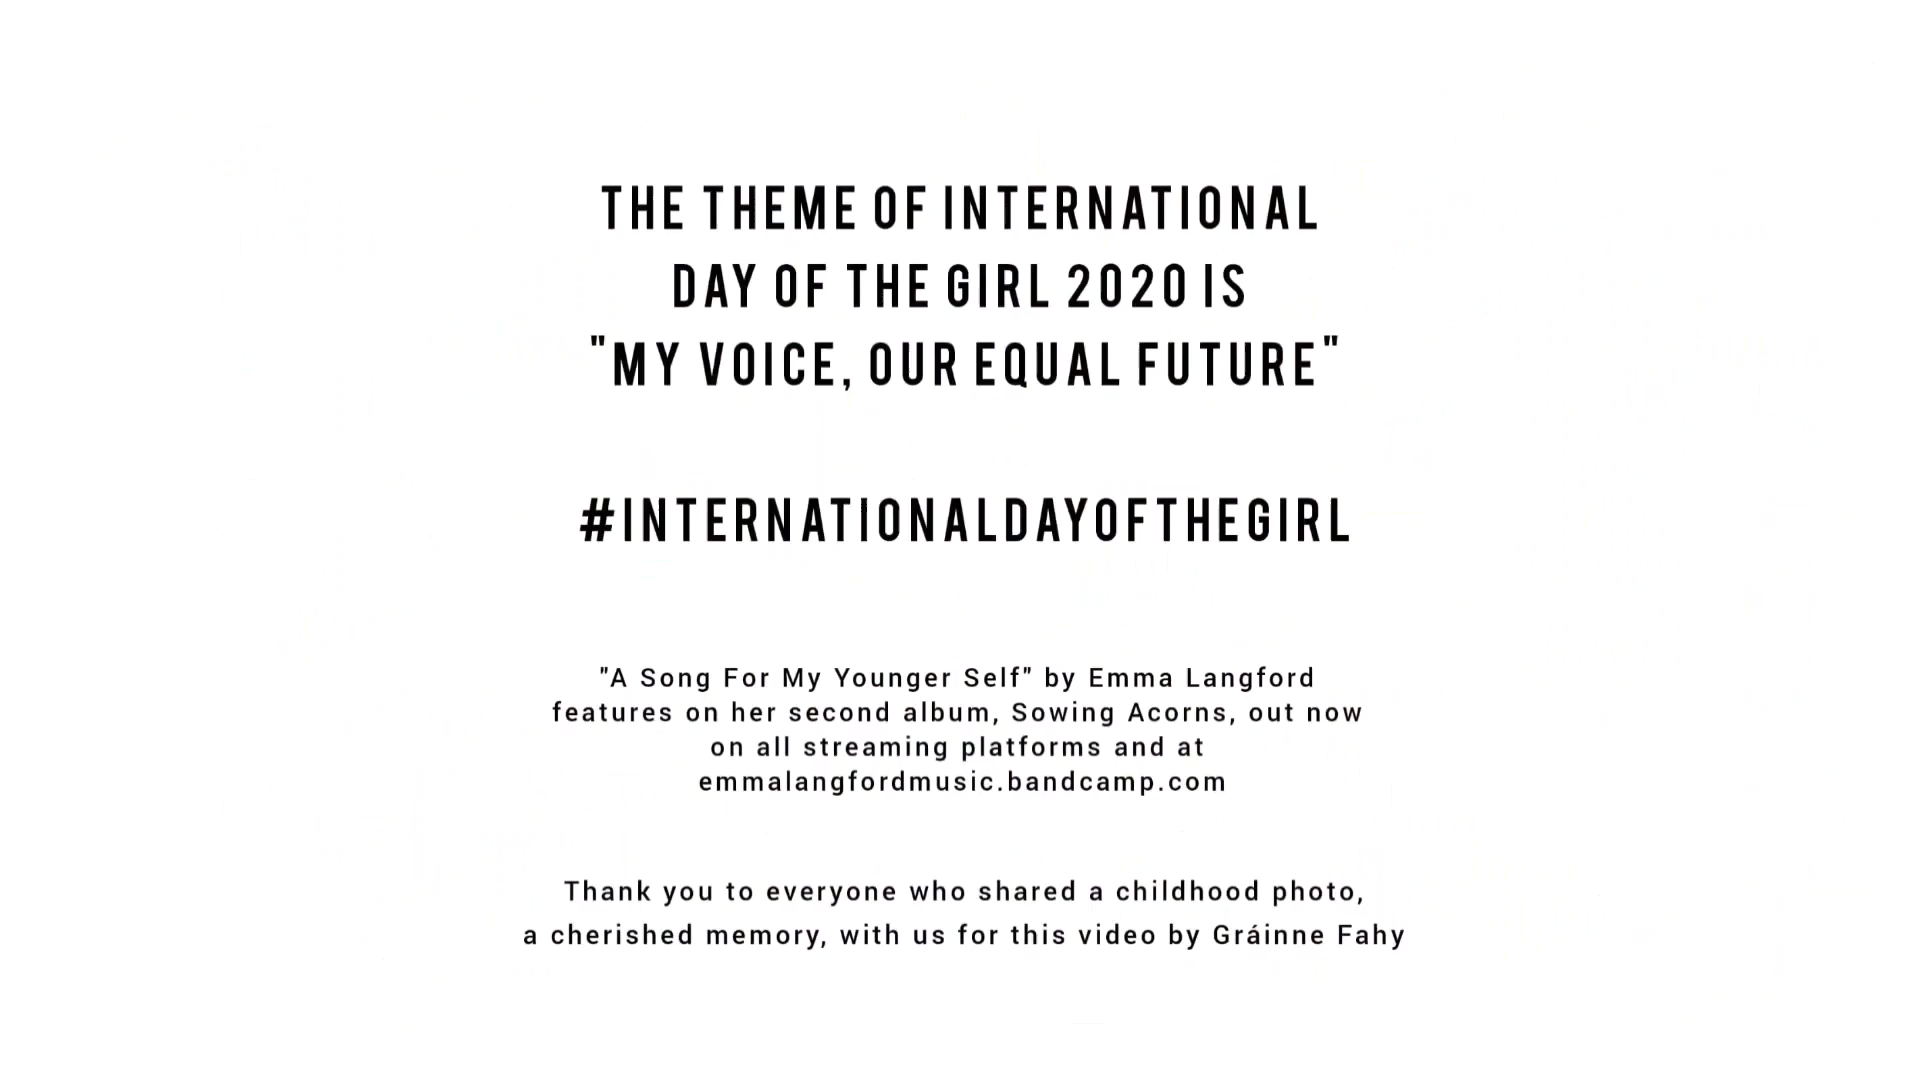 THE THEME OF INTERNATIONAL
DAY OF THE GIRL 2020 IS
"MY VOICE, OUR EQUAL FUTURE"
#INTERNATIONALDAYOFTHEGIRL
"A Song For My Younger Self" by Emma Langford
features on her second album, Sowing Acorns, out now
on all streaming platforms and at
emmalangfordmusic.bandcamp.com
Thank you to everyone who shared a childhood photo,
a cherished memory, with us for this video by Gráinne Fahy